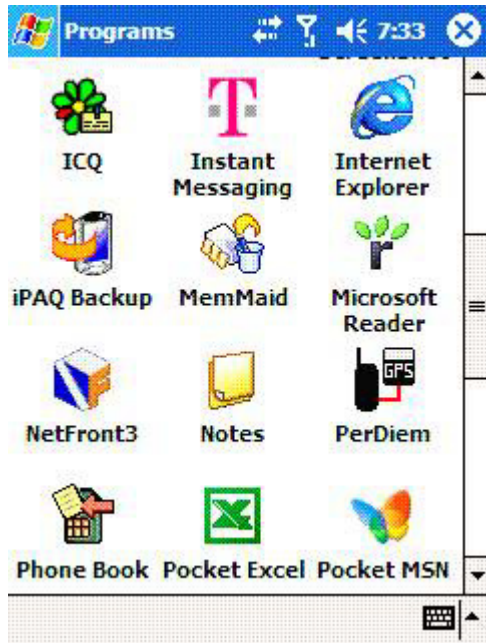 Programs 7:33
ICQ
Instant Messaging
Internet Explorer
iPAQ Backup
MemMaid
Microsoft Reader
NetFront3
Notes
GPS
PerDiem
Phone Book
Pocket Excel
Pocket MSN